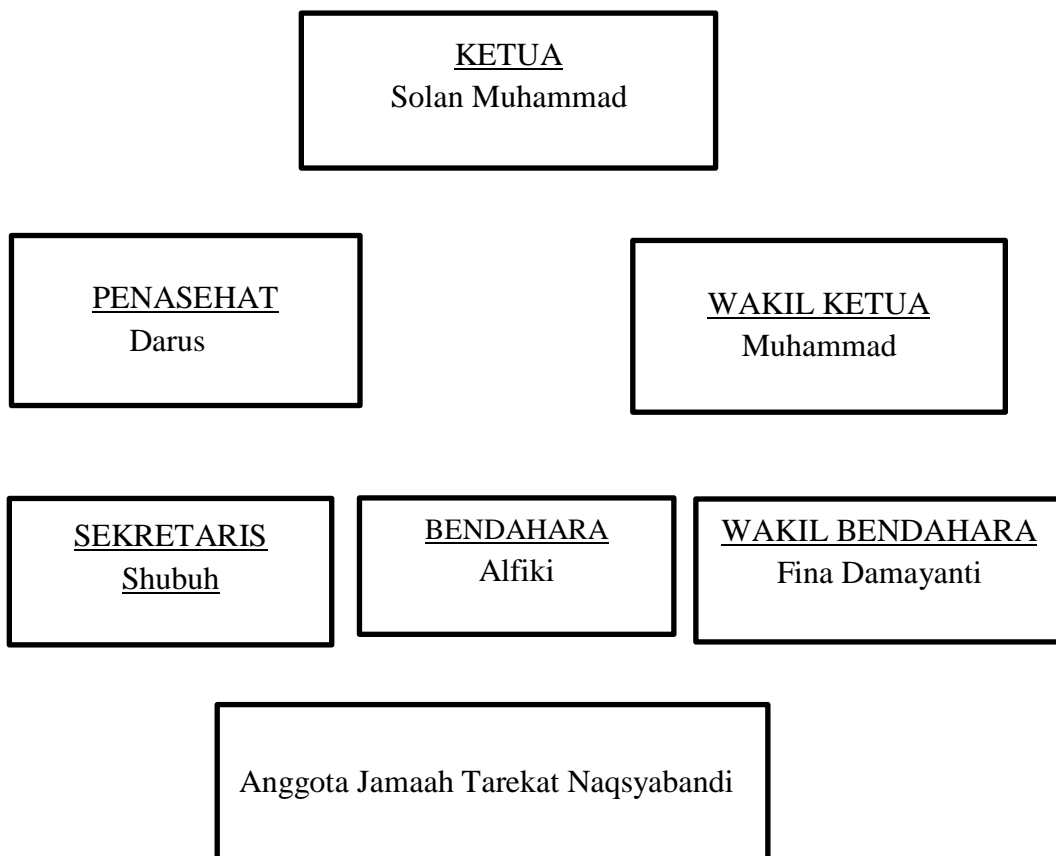 KETUA
Solan Muhammad
PENASEHAT
Darus
WAKIL KETUA
Muhammad
SEKRETARIS
Shubuh
BENDAHARA
Alfiki
WAKIL BENDAHARA
Fina Damayanti
Anggota Jamaah Tarekat Naqsyabandi